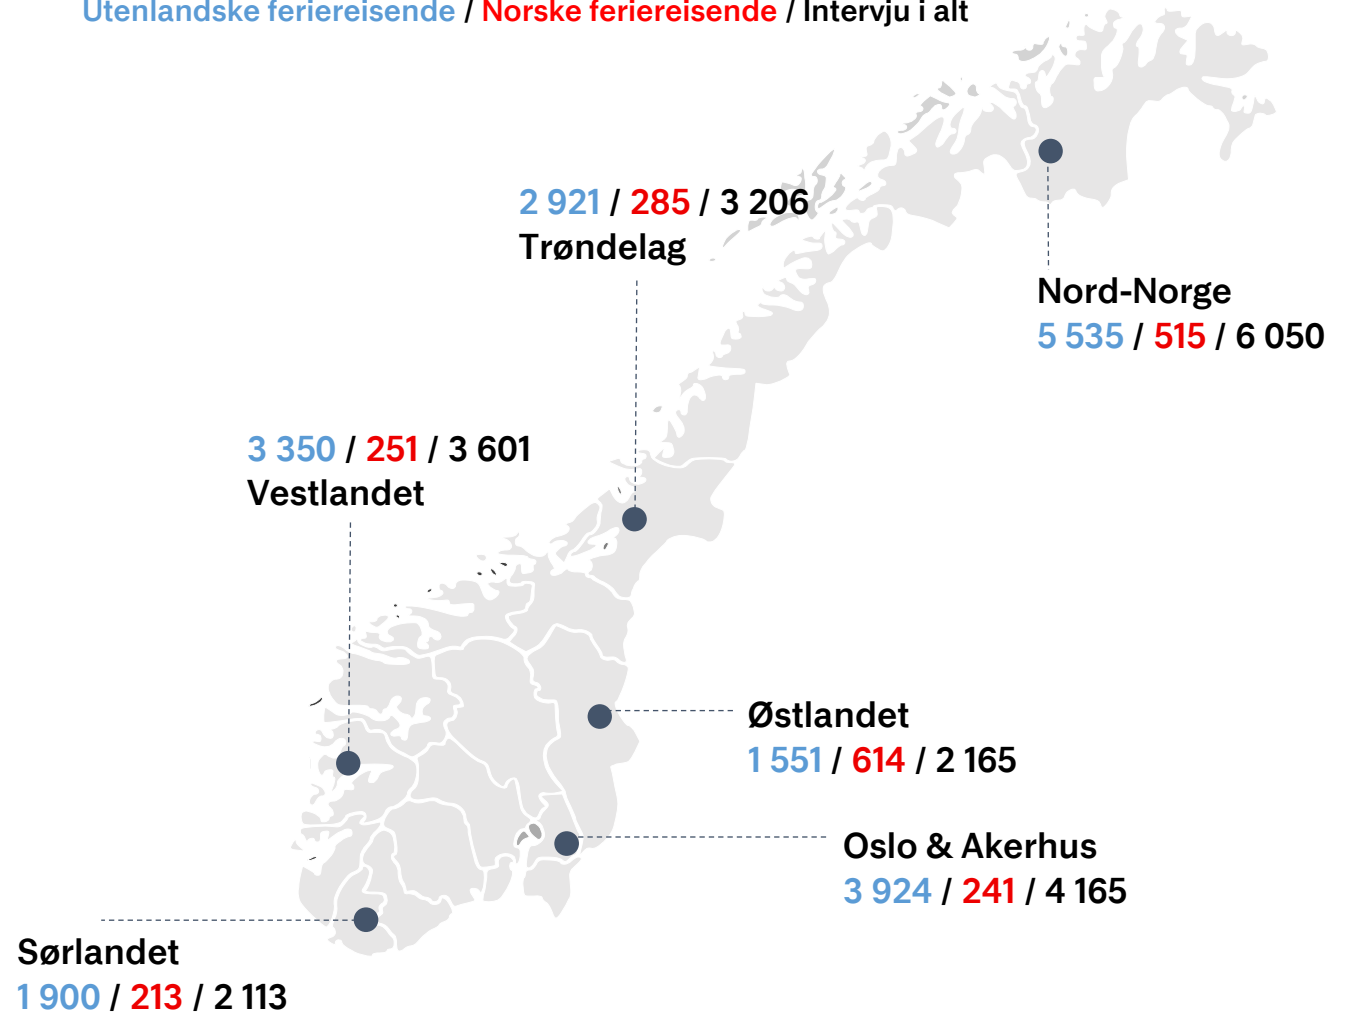 Utenlandske feriereisende / Norske feriereisende / Intervju i alt
2 921 / 285 / 3 206
Trøndelag
Nord-Norge
5 535 / 515 / 6 050
3 350 / 251 / 3 601
Vestlandet
Østlandet
1 551 / 614 / 2 165
Oslo & Akerhus
3 924 / 241 / 4 165
Sørlandet
1 900 / 213 / 2 113